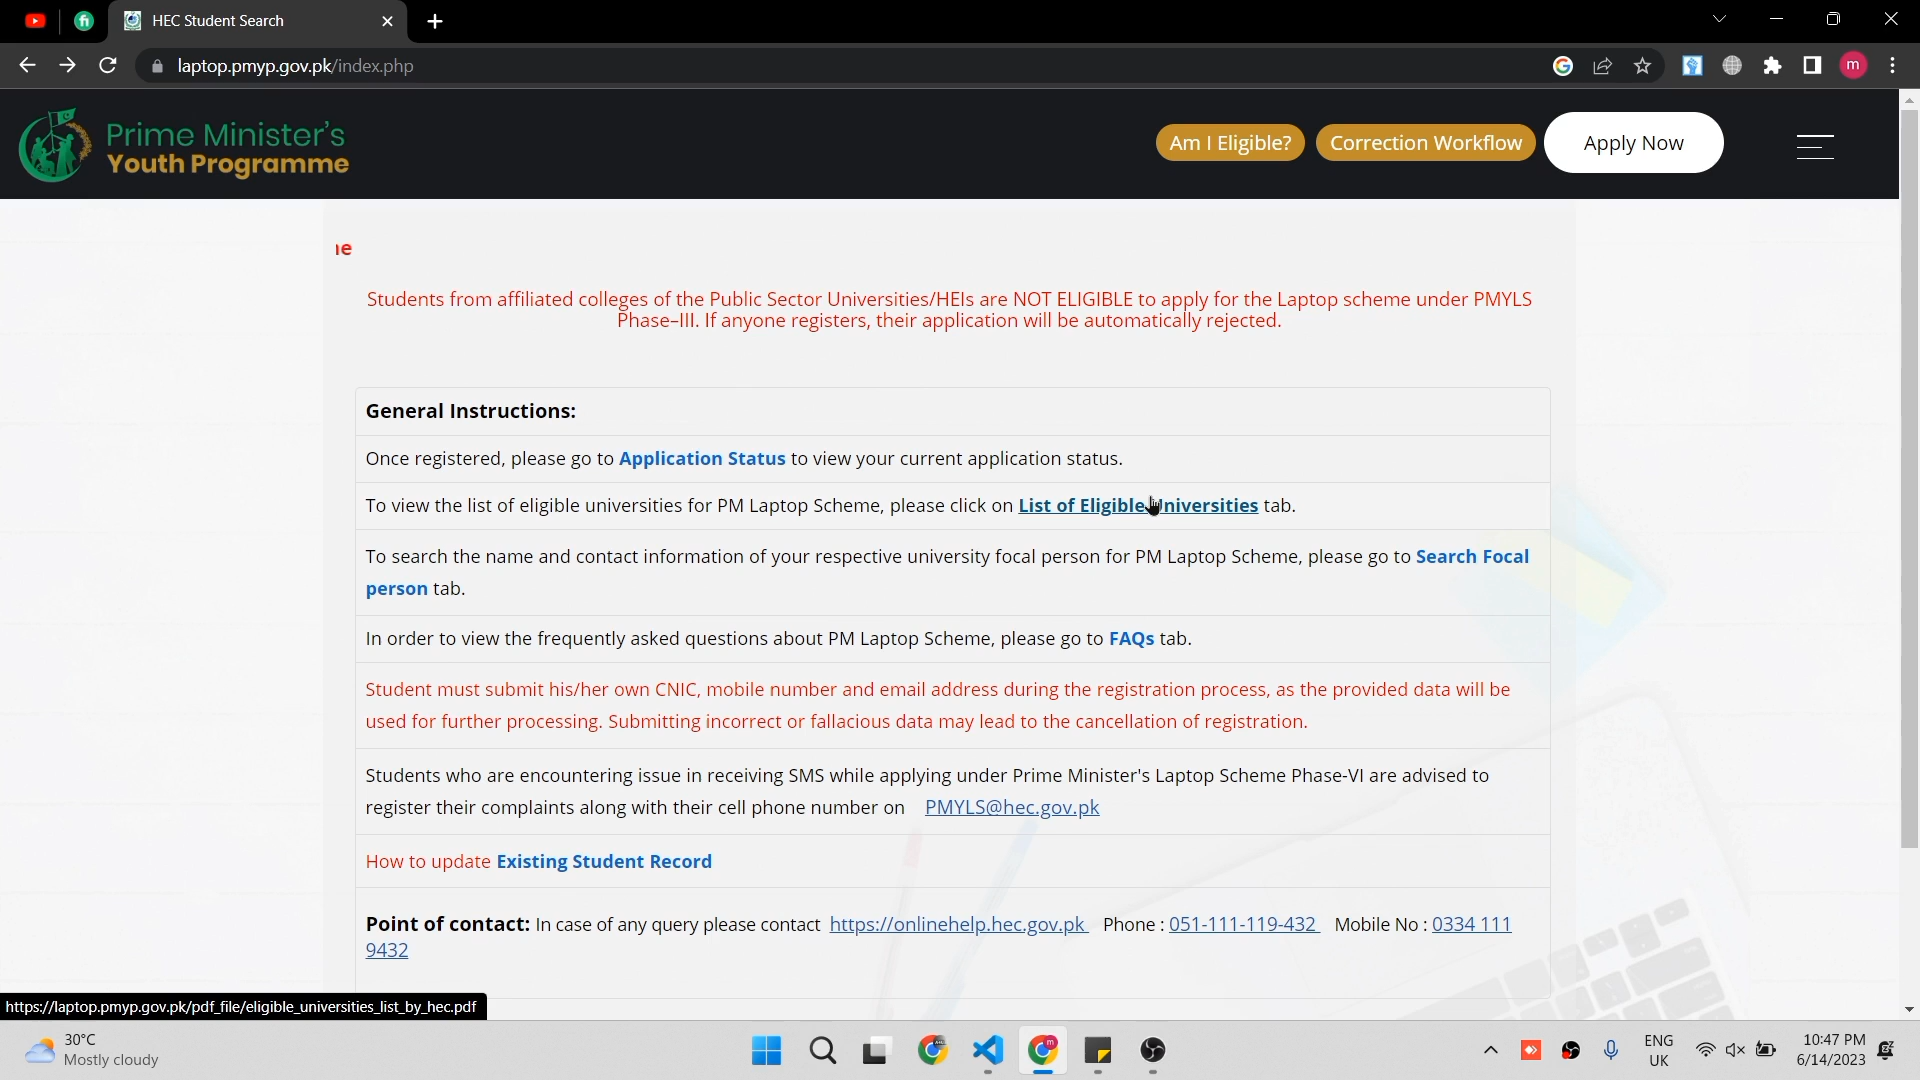 HEC Student Search
laptop.pmyp.gov.pk/index.php
m
Prime Minister's
Youth Programme
Am I Eligible?
Correction Workflow
Apply Now
Students from affiliated colleges of the Public Sector Universities/HEIs are NOT ELIGIBLE to apply for the Laptop scheme under PMYLS
Phase–III. If anyone registers, their application will be automatically rejected.
General Instructions:
Once registered, please go to Application Status to view your current application status.
To view the list of eligible universities for PM Laptop Scheme, please click on List of Eligible Universities tab.
To search the name and contact information of your respective university focal person for PM Laptop Scheme, please go to Search Focal
person tab.
In order to view the frequently asked questions about PM Laptop Scheme, please go to FAQs tab.
Student must submit his/her own CNIC, mobile number and email address during the registration process, as the provided data will be
used for further processing. Submitting incorrect or fallacious data may lead to the cancellation of registration.
Students who are encountering issue in receiving SMS while applying under Prime Minister's Laptop Scheme Phase-VI are advised to
register their complaints along with their cell phone number on PMYLS@hec.gov.pk
How to update Existing Student Record
Point of contact: In case of any query please contact https://onlinehelp.hec.gov.pk Phone : 051-111-119-432 Mobile No : 0334 111
9432
https://laptop.pmyp.gov.pk/pdf_file/eligible_universities_list_by_hec.pdf
30°C
Mostly cloudy
ENG
UK
10:47 PM
6/14/2023